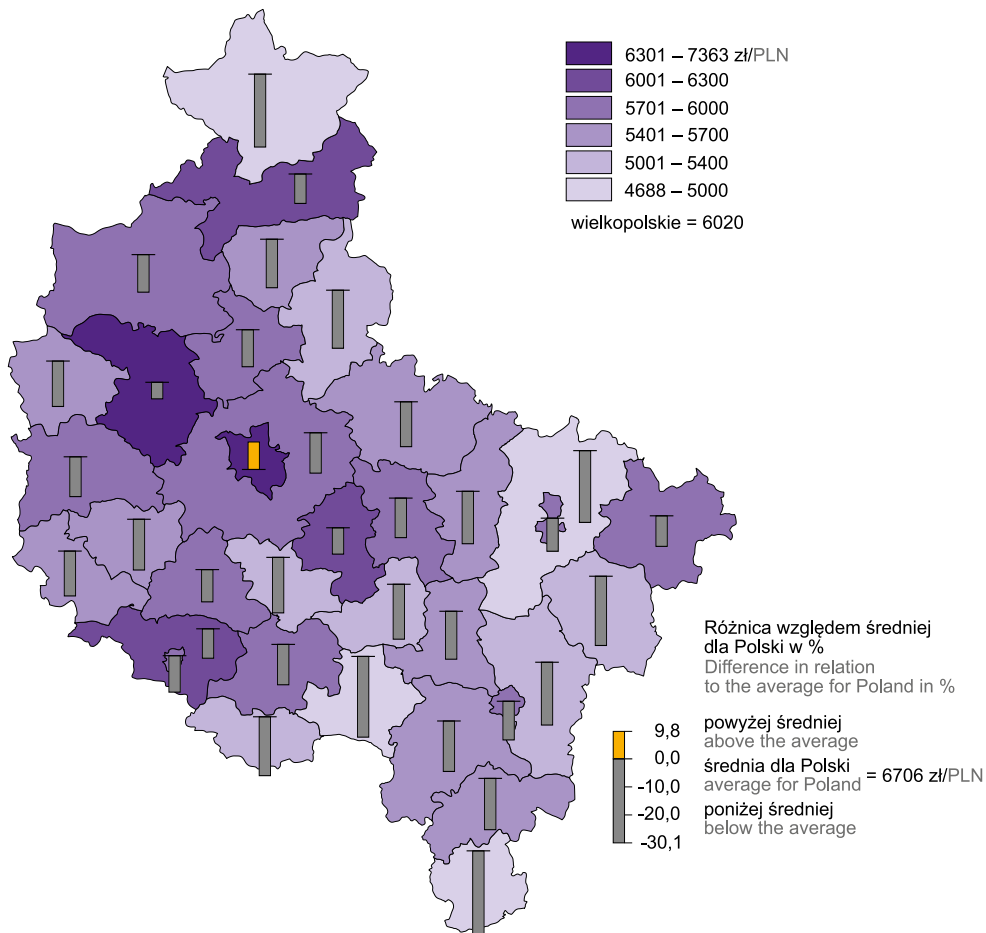 6301 – 7363 zł/PLN
6001 – 6300
5701 – 6000
5401 – 5700
5001 – 5400
4688 – 5000
wielkopolskie = 6020
Różnica względem średniej
dla Polski w %
Difference in relation
to the average for Poland in %
9,8
0,0
-10,0
-20,0
-30,1
powyżej średniej
above the average
średnia dla Polski
average for Poland = 6706 zł/PLN
poniżej średniej
below the average